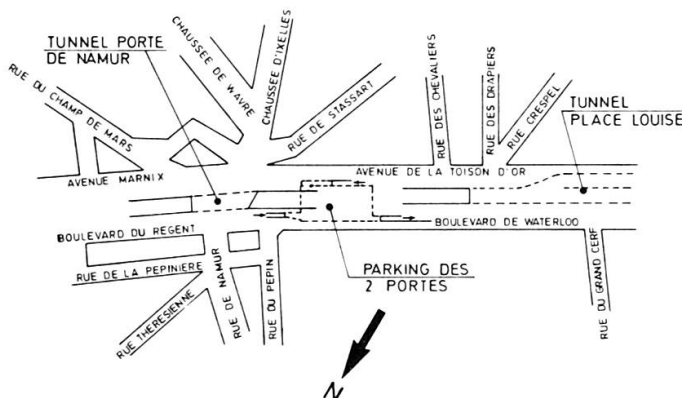 TUNNEL PORTE
DE NAMUR
CHAUSSEE DE WAVRE
CHAUSSEE D'IXELLES
RUE DU CHAMP DE MARS
RUE DE STASSART
RUE DES CHEVALIERS
RUE DES DRAPIERS
RUE CRESPEL
TUNNEL
PLACE LOUISE
AVENUE MARNIX
AVENUE DE LA TOISON D'OR
BOULEVARD DU REGENT
BOULEVARD DE WATERLOO
RUE DE LA PEPINIERE
RUE THERESIENNE
RUE DE NAMUR
RUE DU PEPIN
PARKING DES
2 PORTES
RUE DU GRAND CERF
N